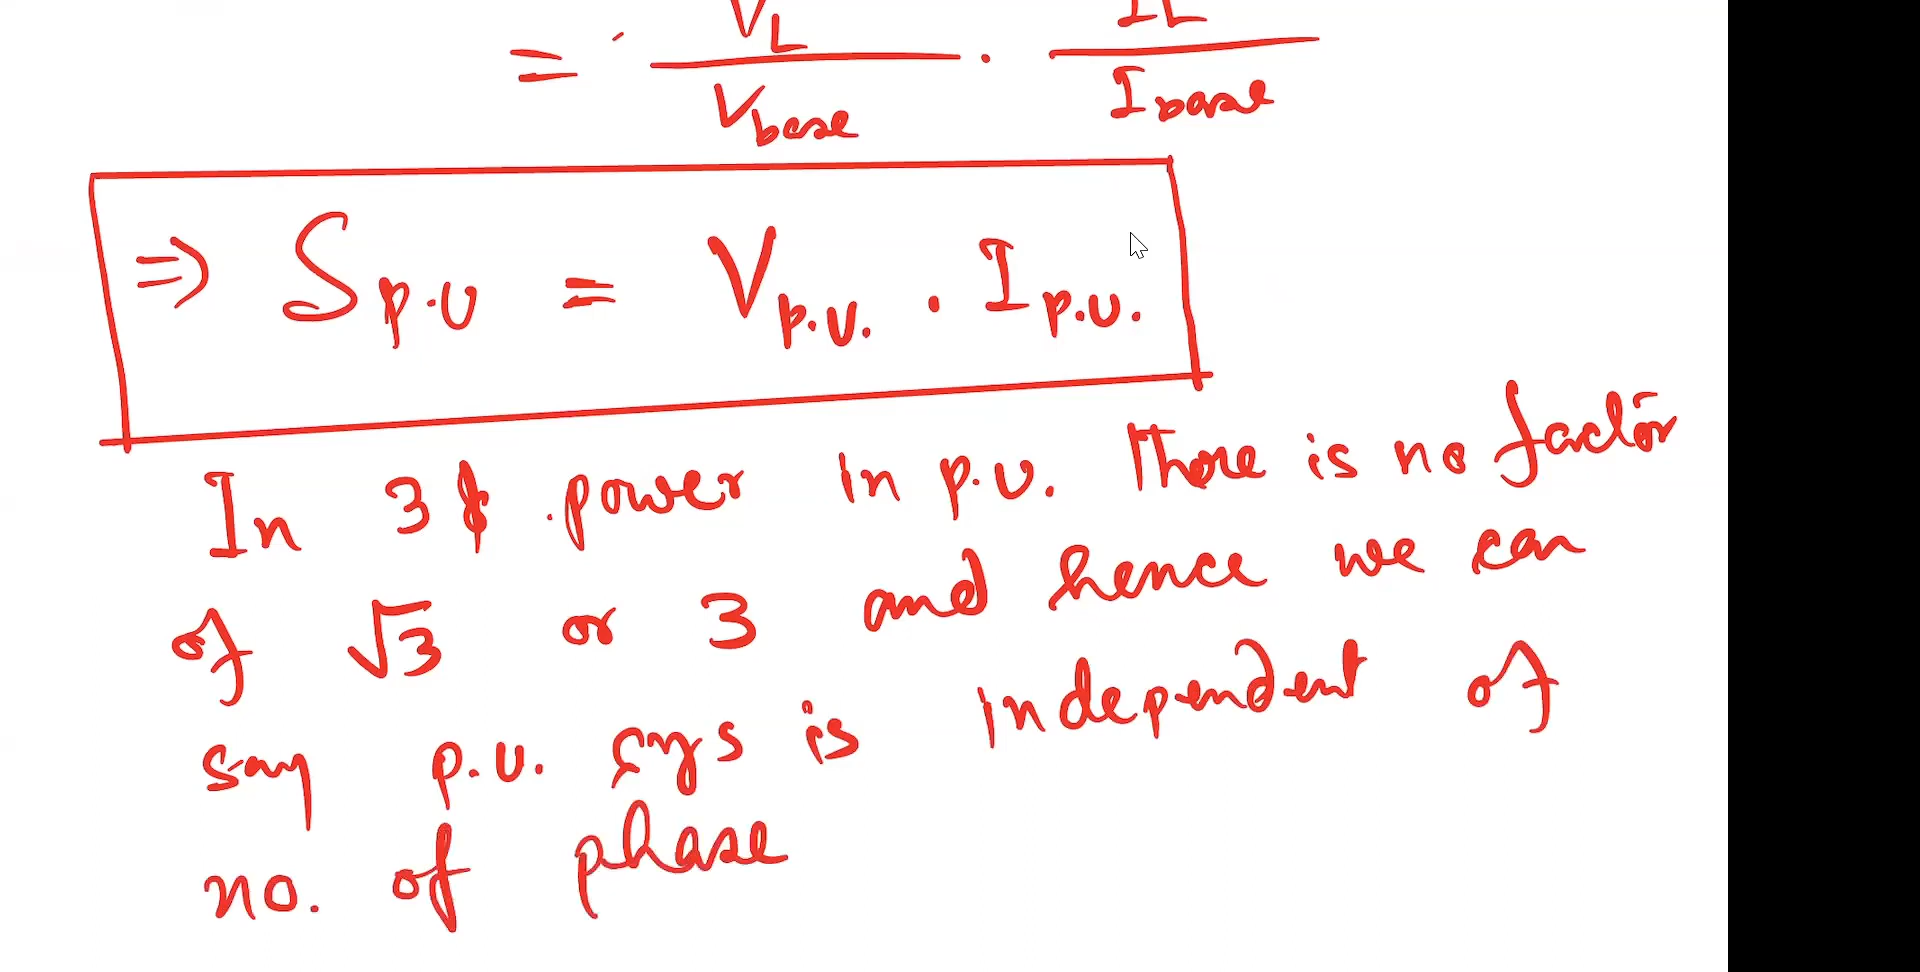 = V_L / V_base · I_L / I_base
⇒ S_p.u = V_p.u. · I_p.u.
In 3ϕ power in p.u. There is no factor
of √3 or 3 and hence we can
say p.u. sys is independent of
no. of phase